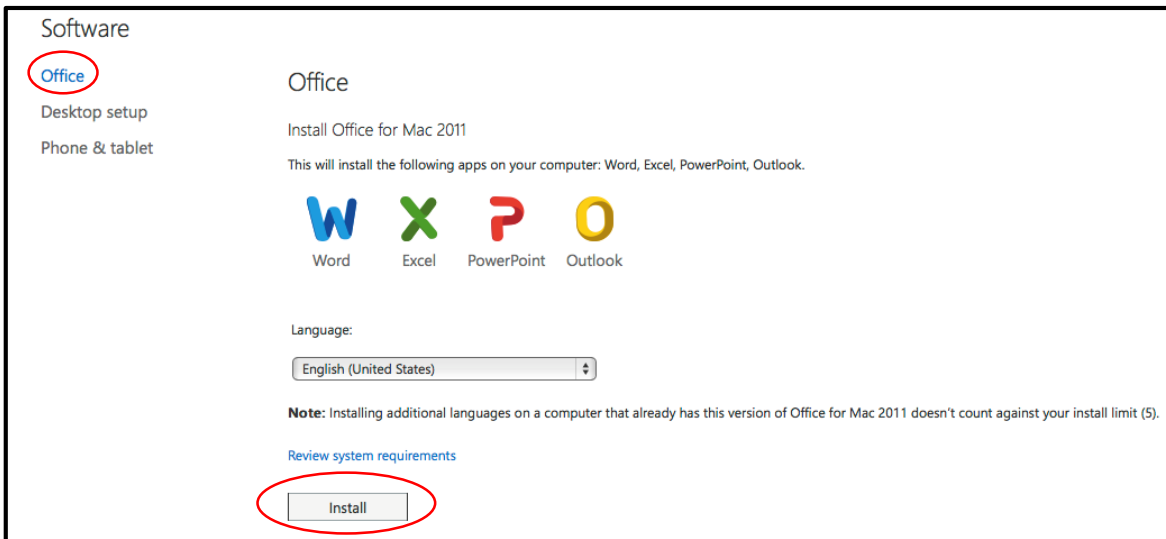 Software
Office
Desktop setup
Phone & tablet
Office
Install Office for Mac 2011
This will install the following apps on your computer: Word, Excel, PowerPoint, Outlook.
Word Excel PowerPoint Outlook
Language:
English (United States)
Note: Installing additional languages on a computer that already has this version of Office for Mac 2011 doesn't count against your install limit (5).
Review system requirements
Install